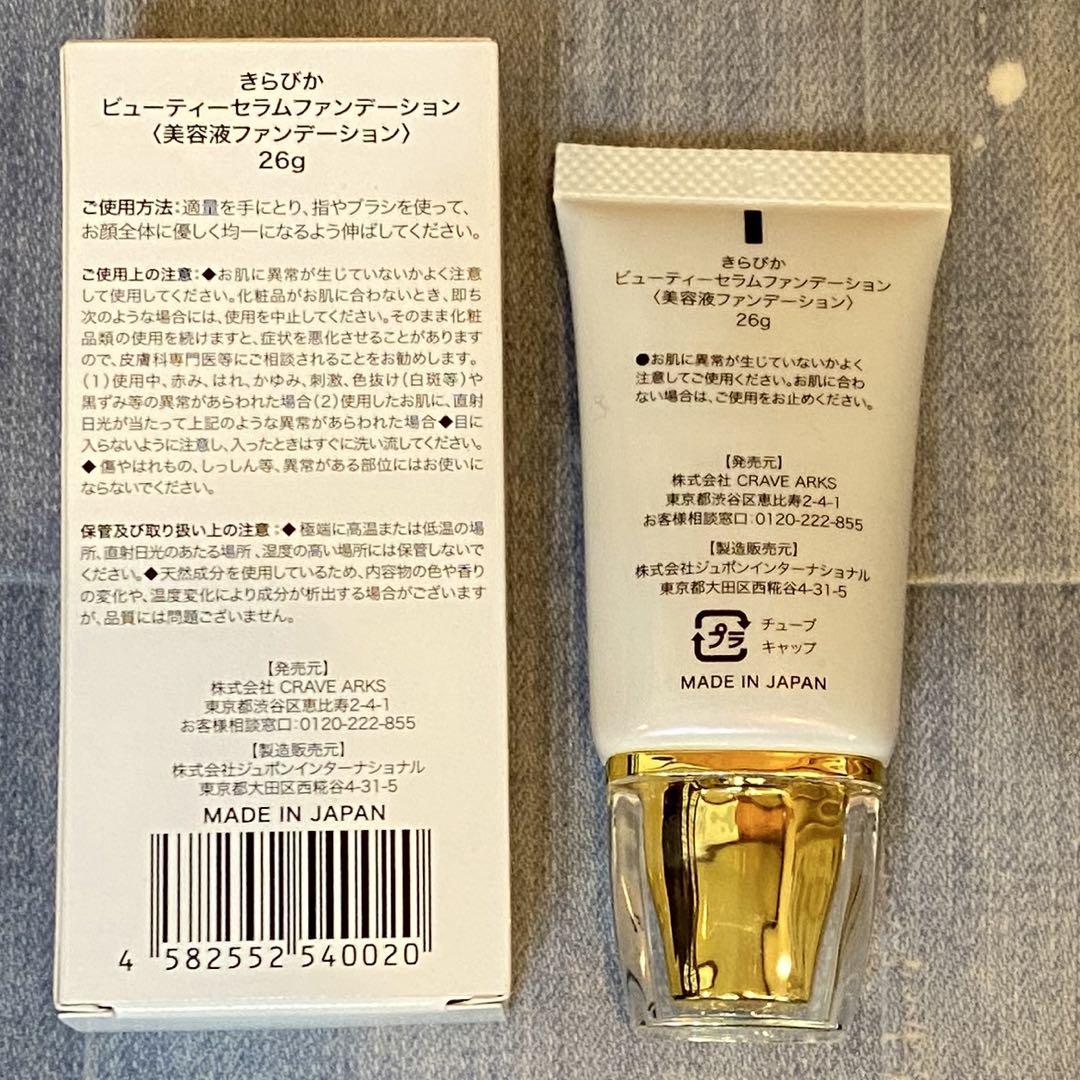 きらびか
ビューティーセラムファンデーション
〈美容液ファンデーション〉
26g
ご使用方法:適量を手にとり、指やブラシを使って、
お顔全体に優しく均一になるよう伸ばしてください。
ご使用上の注意:◆お肌に異常が生じていないかよく注意
して使用してください。化粧品がお肌に合わないとき、即ち
次のような場合には、使用を中止してください。そのまま化粧
品類の使用を続けますと、症状を悪化させることがあります
ので、皮膚科専門医等にご相談されることをお勧めします。
(1)使用中、赤み、はれ、かゆみ、刺激、色抜け(白斑等)や
黒ずみ等の異常があらわれた場合(2)使用したお肌に、直射
日光が当たって上記のような異常があらわれた場合◆目に
入らないように注意し、入ったときはすぐに洗い流してください。
◆傷やはれもの、しっしん等、異常がある部位にはお使いに
ならないでください。
保管及び取り扱い上の注意:◆極端に高温または低温の場
所、直射日光のあたる場所、湿度の高い場所には保管しないで
ください。◆天然成分を使用しているため、内容物の色や香り
の変化や、温度変化により成分が析出する場合がございます
が、品質には問題ございません。
【発売元】
株式会社 CRAVE ARKS
東京都渋谷区恵比寿2-4-1
お客様相談窓口:0120-222-855
【製造販売元】
株式会社ジュポンインターナショナル
東京都大田区西糀谷4-31-5
MADE IN JAPAN
4 582552 540020
きらびか
ビューティーセラムファンデーション
〈美容液ファンデーション〉
26g
●お肌に異常が生じていないかよく
注意してご使用ください。お肌に合わ
ない場合は、ご使用をお止めください。
【発売元】
株式会社 CRAVE ARKS
東京都渋谷区恵比寿2-4-1
お客様相談窓口:0120-222-855
【製造販売元】
株式会社ジュポンインターナショナル
東京都大田区西糀谷4-31-5
プラ チューブ
キャップ
MADE IN JAPAN